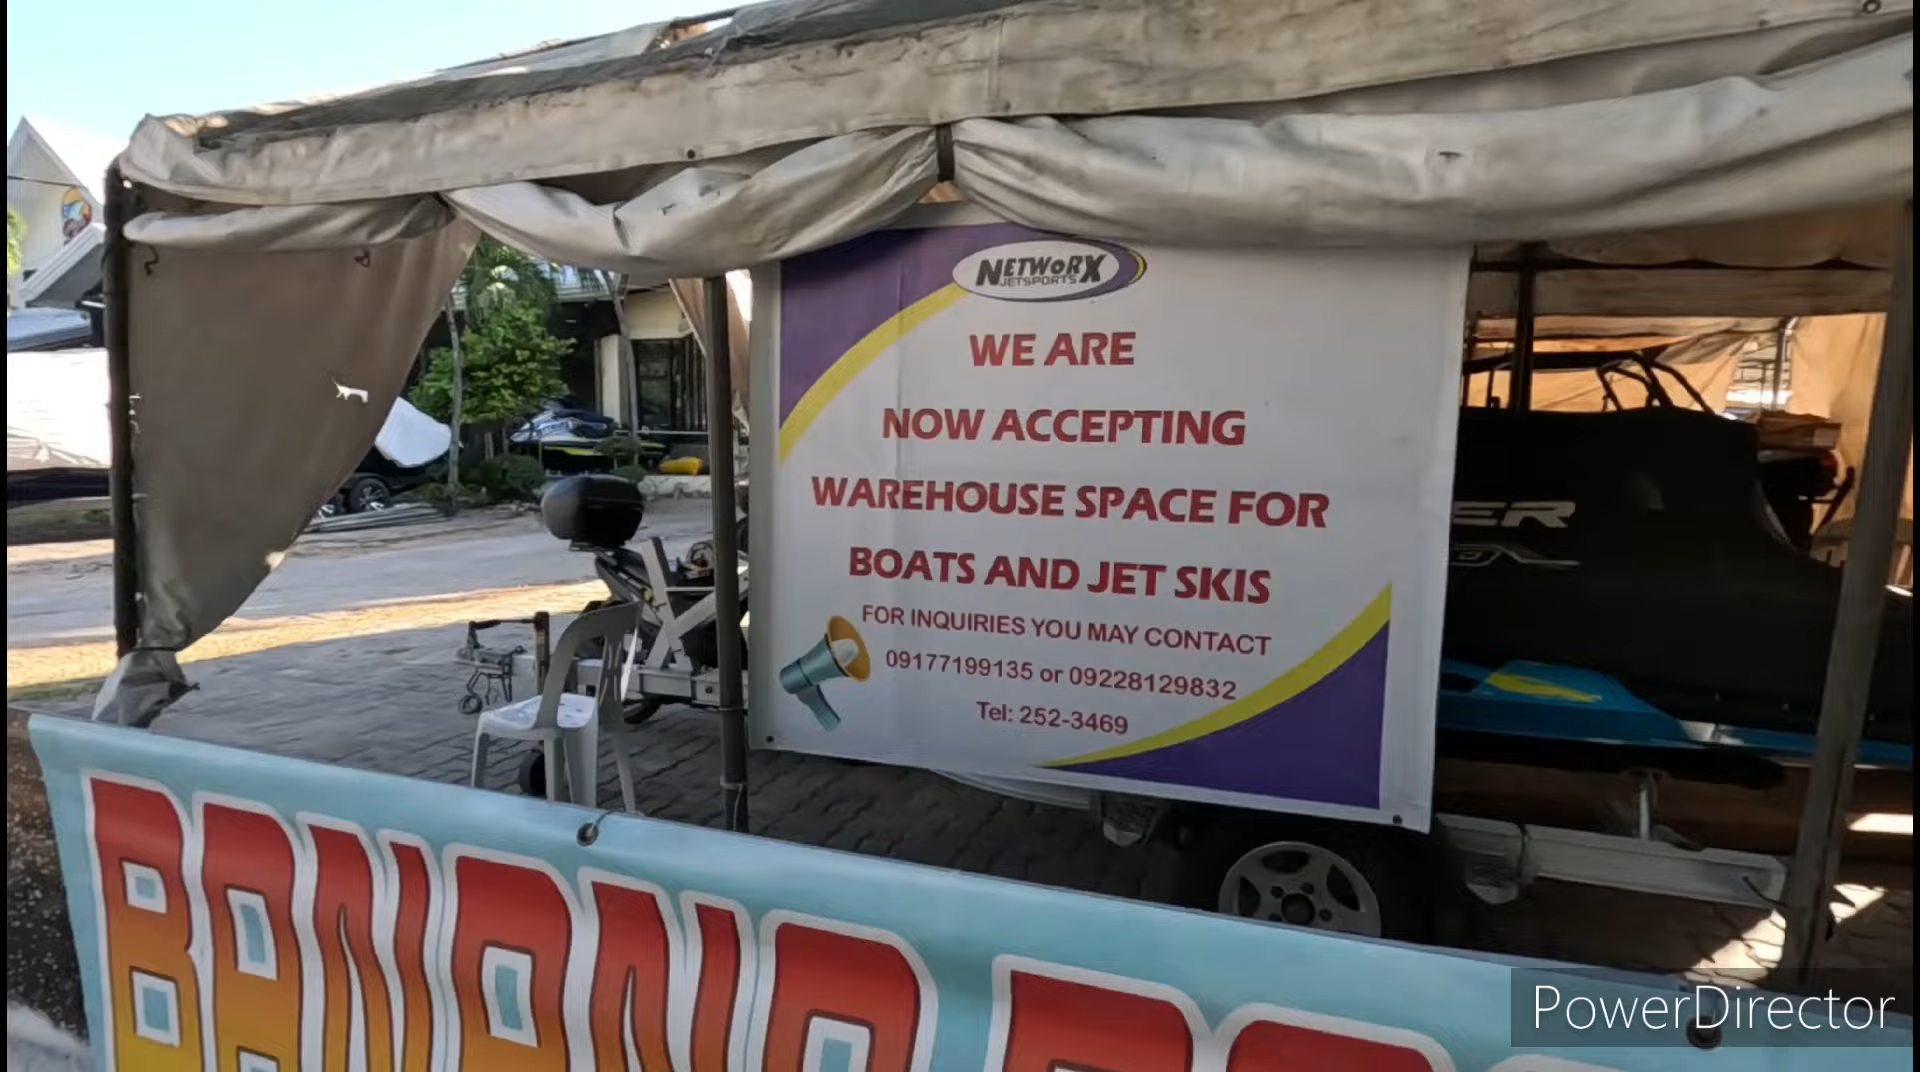 NETWORX
JETSPORTS
WE ARE
NOW ACCEPTING
WAREHOUSE SPACE FOR
BOATS AND JET SKIS
FOR INQUIRIES YOU MAY CONTACT
09177199135 or 09228129832
Tel: 252-3469
BANANA
PowerDirector